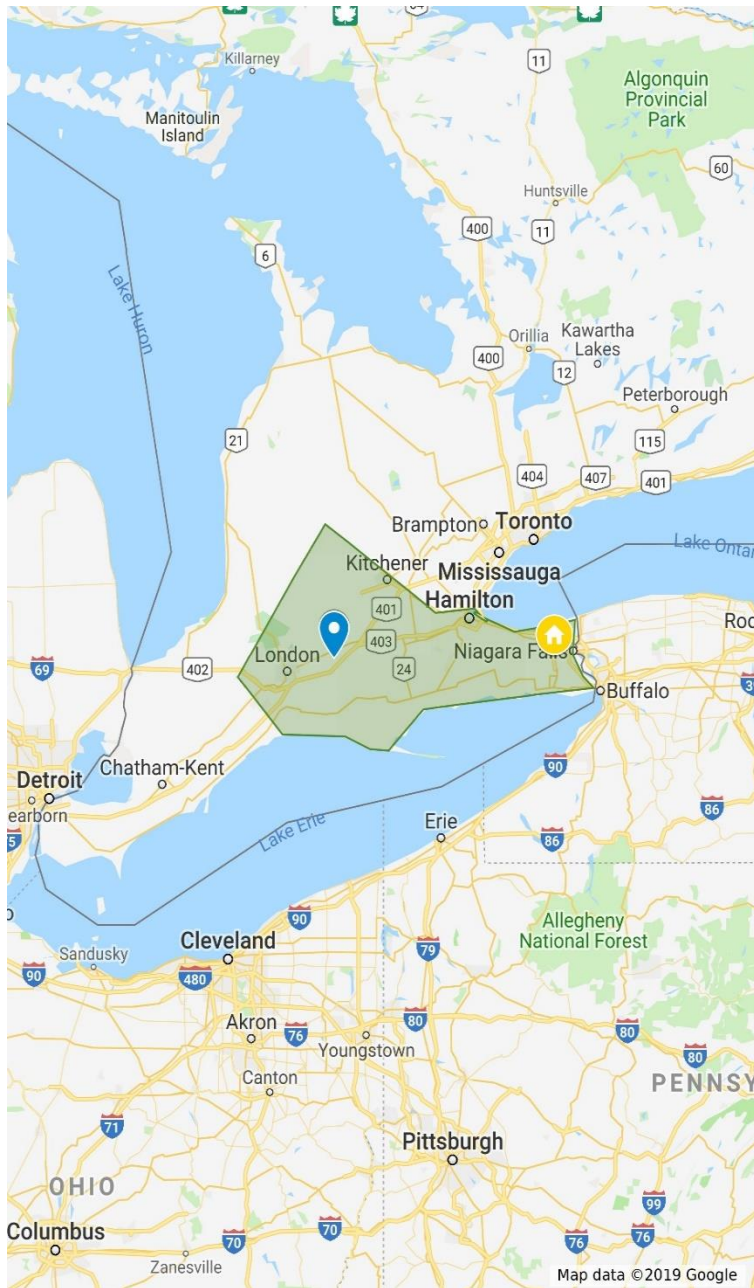 Killarney
11
Algonquin
Provincial
Park
Manitoulin
Island
60
Huntsville
400
11
6
Lake Huron
Orillia
Kawartha
Lakes
400
12
Peterborough
21
115
404
407
401
Brampton
Toronto
Lake Ontar
Kitchener
Mississauga
401
Hamilton
403
Roc
402
London
24
Niagara Falls
69
Buffalo
Chatham-Kent
90
Detroit
earborn
86
Lake Erie
Erie
86
Allegheny
National Forest
90
Cleveland
79
Sandusky
90
480
Akron
76
80
80
Youngstown
80
Canton
PENNSY
71
Pittsburgh
OHIO
99
Columbus
70
70
76
76
Zanesville
Map data ©2019 Google